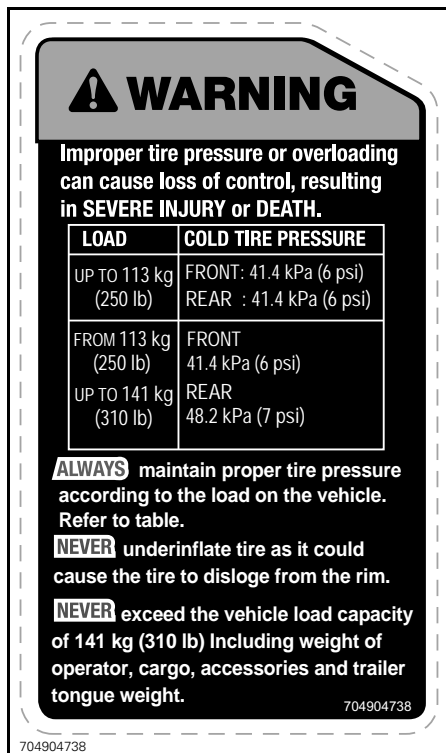 WARNING
Improper tire pressure or overloading
can cause loss of control, resulting
in SEVERE INJURY or DEATH.
LOAD COLD TIRE PRESSURE
UP TO 113 kg
(250 lb)
FRONT: 41.4 kPa (6 psi)
REAR : 41.4 kPa (6 psi)
FROM 113 kg
(250 lb)
UP TO 141 kg
(310 lb)
FRONT
41.4 kPa (6 psi)
REAR
48.2 kPa (7 psi)
ALWAYS maintain proper tire pressure
according to the load on the vehicle.
Refer to table.
NEVER underinflate tire as it could
cause the tire to disloge from the rim.
NEVER exceed the vehicle load capacity
of 141 kg (310 lb) Including weight of
operator, cargo, accessories and trailer
tongue weight.
704904738
704904738